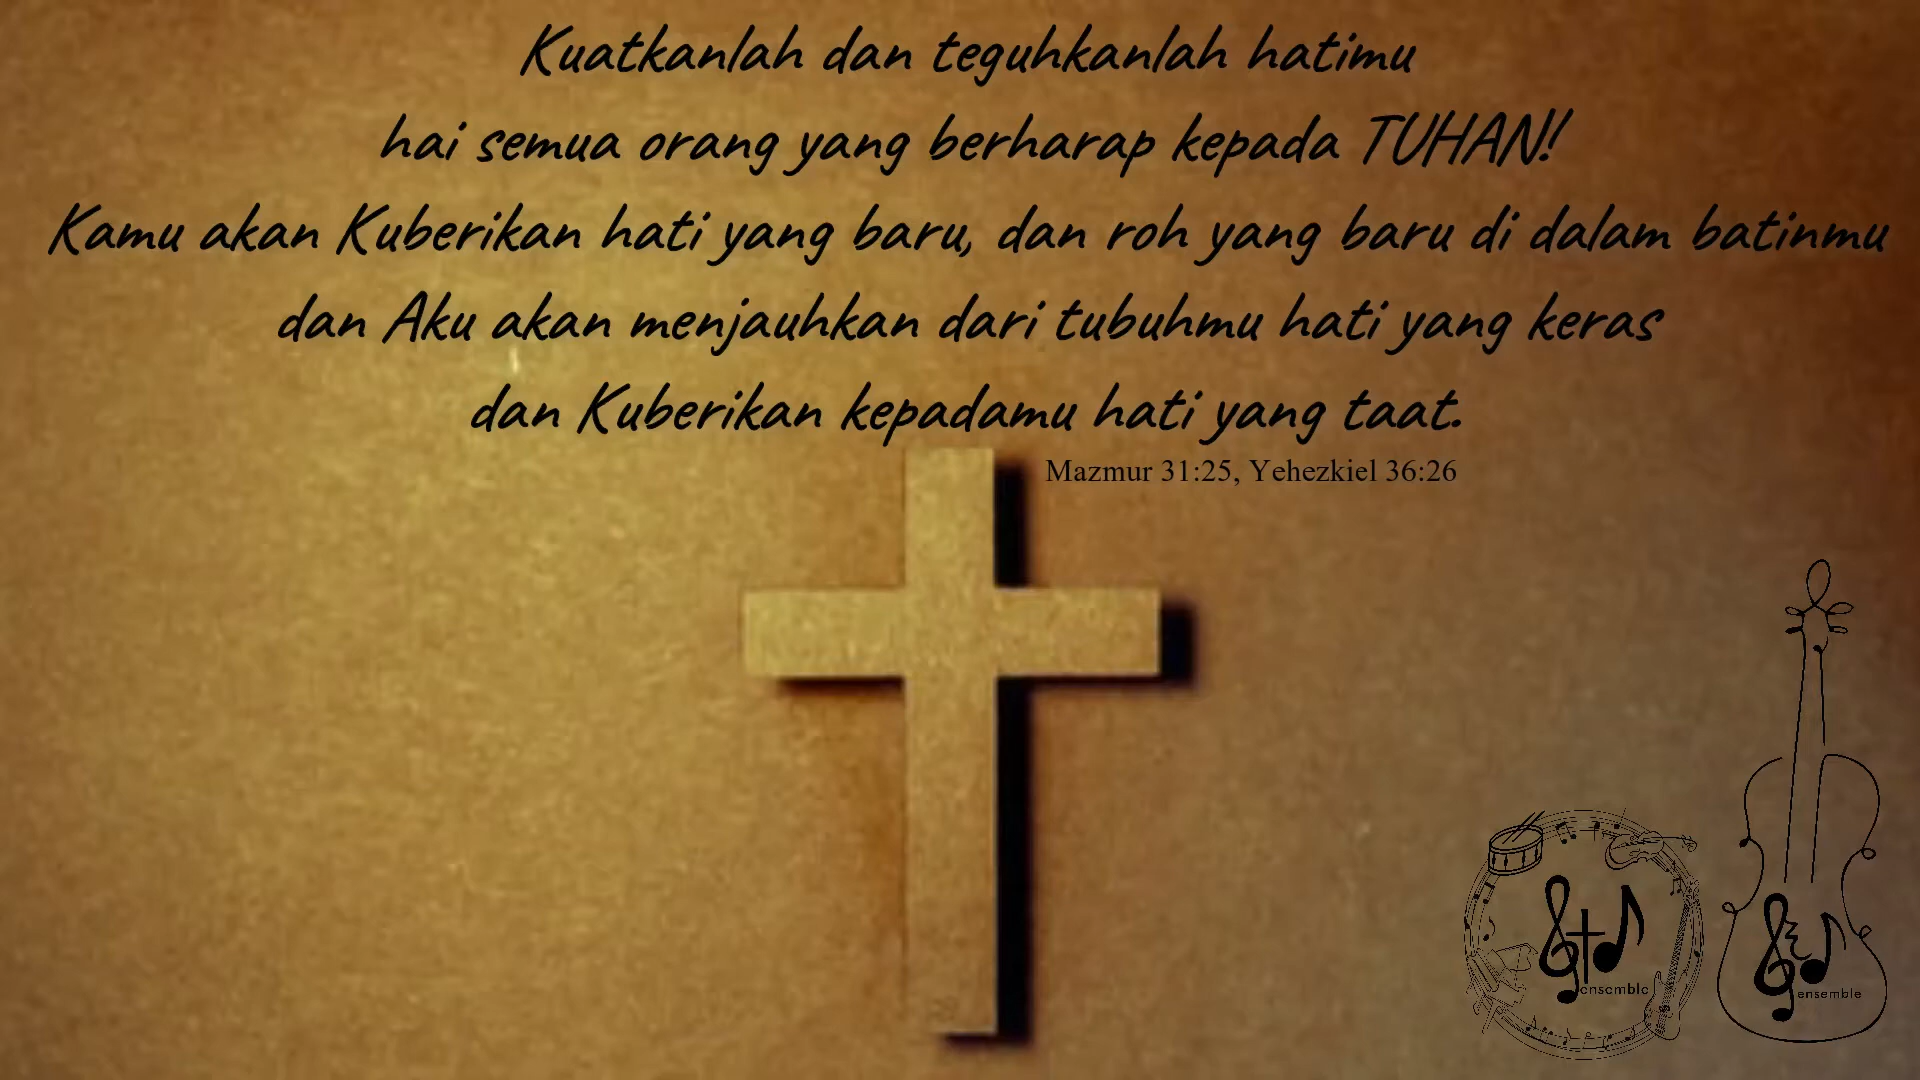 Kuatkanlah dan teguhkanlah hatimu
hai semua orang yang berharap kepada TUHAN!
Kamu akan Kuberikan hati yang baru, dan roh yang baru di dalam batinmu
dan Aku akan menjauhkan dari tubuhmu hati yang keras
dan Kuberikan kepadamu hati yang taat.
Mazmur 31:25, Yehezkiel 36:26
ensemble
ensemble